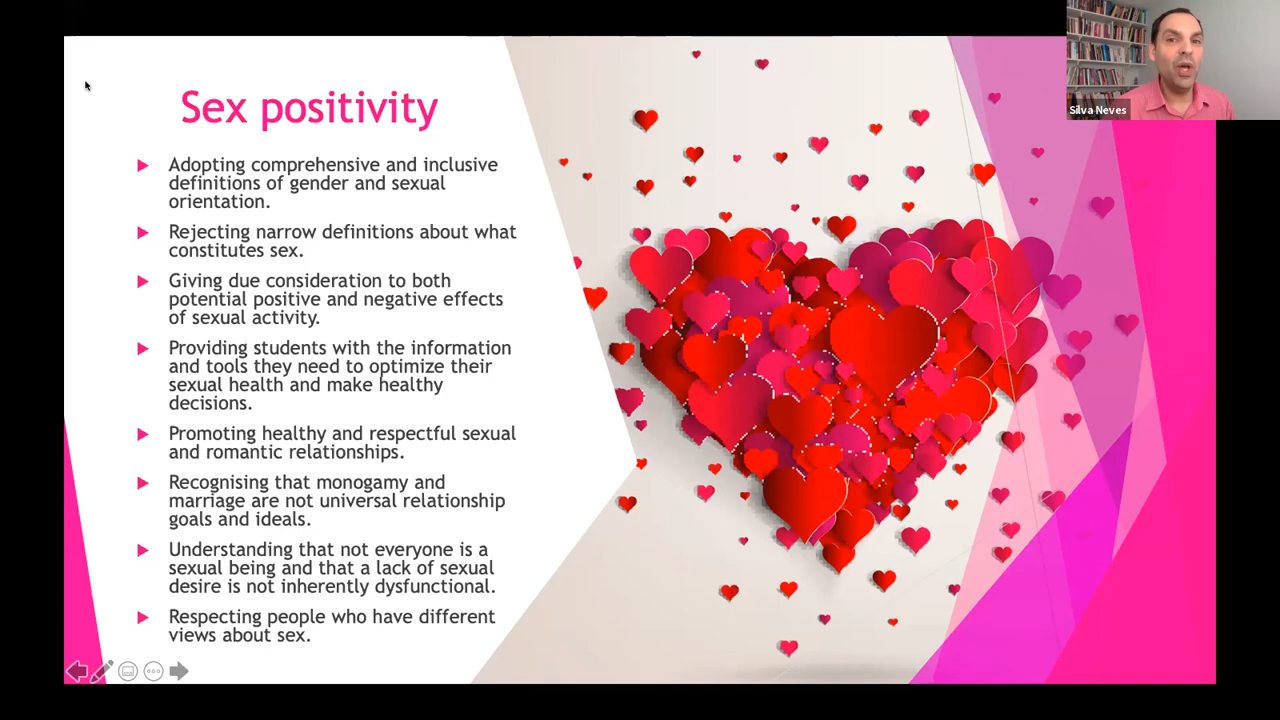 Sex positivity
Adopting comprehensive and inclusive
definitions of gender and sexual
orientation.
Rejecting narrow definitions about what
constitutes sex.
Giving due consideration to both
potential positive and negative effects
of sexual activity.
Providing students with the information
and tools they need to optimize their
sexual health and make healthy
decisions.
Promoting healthy and respectful sexual
and romantic relationships.
Recognising that monogamy and
marriage are not universal relationship
goals and ideals.
Understanding that not everyone is a
sexual being and that a lack of sexual
desire is not inherently dysfunctional.
Respecting people who have different
views about sex.
Silva Neves